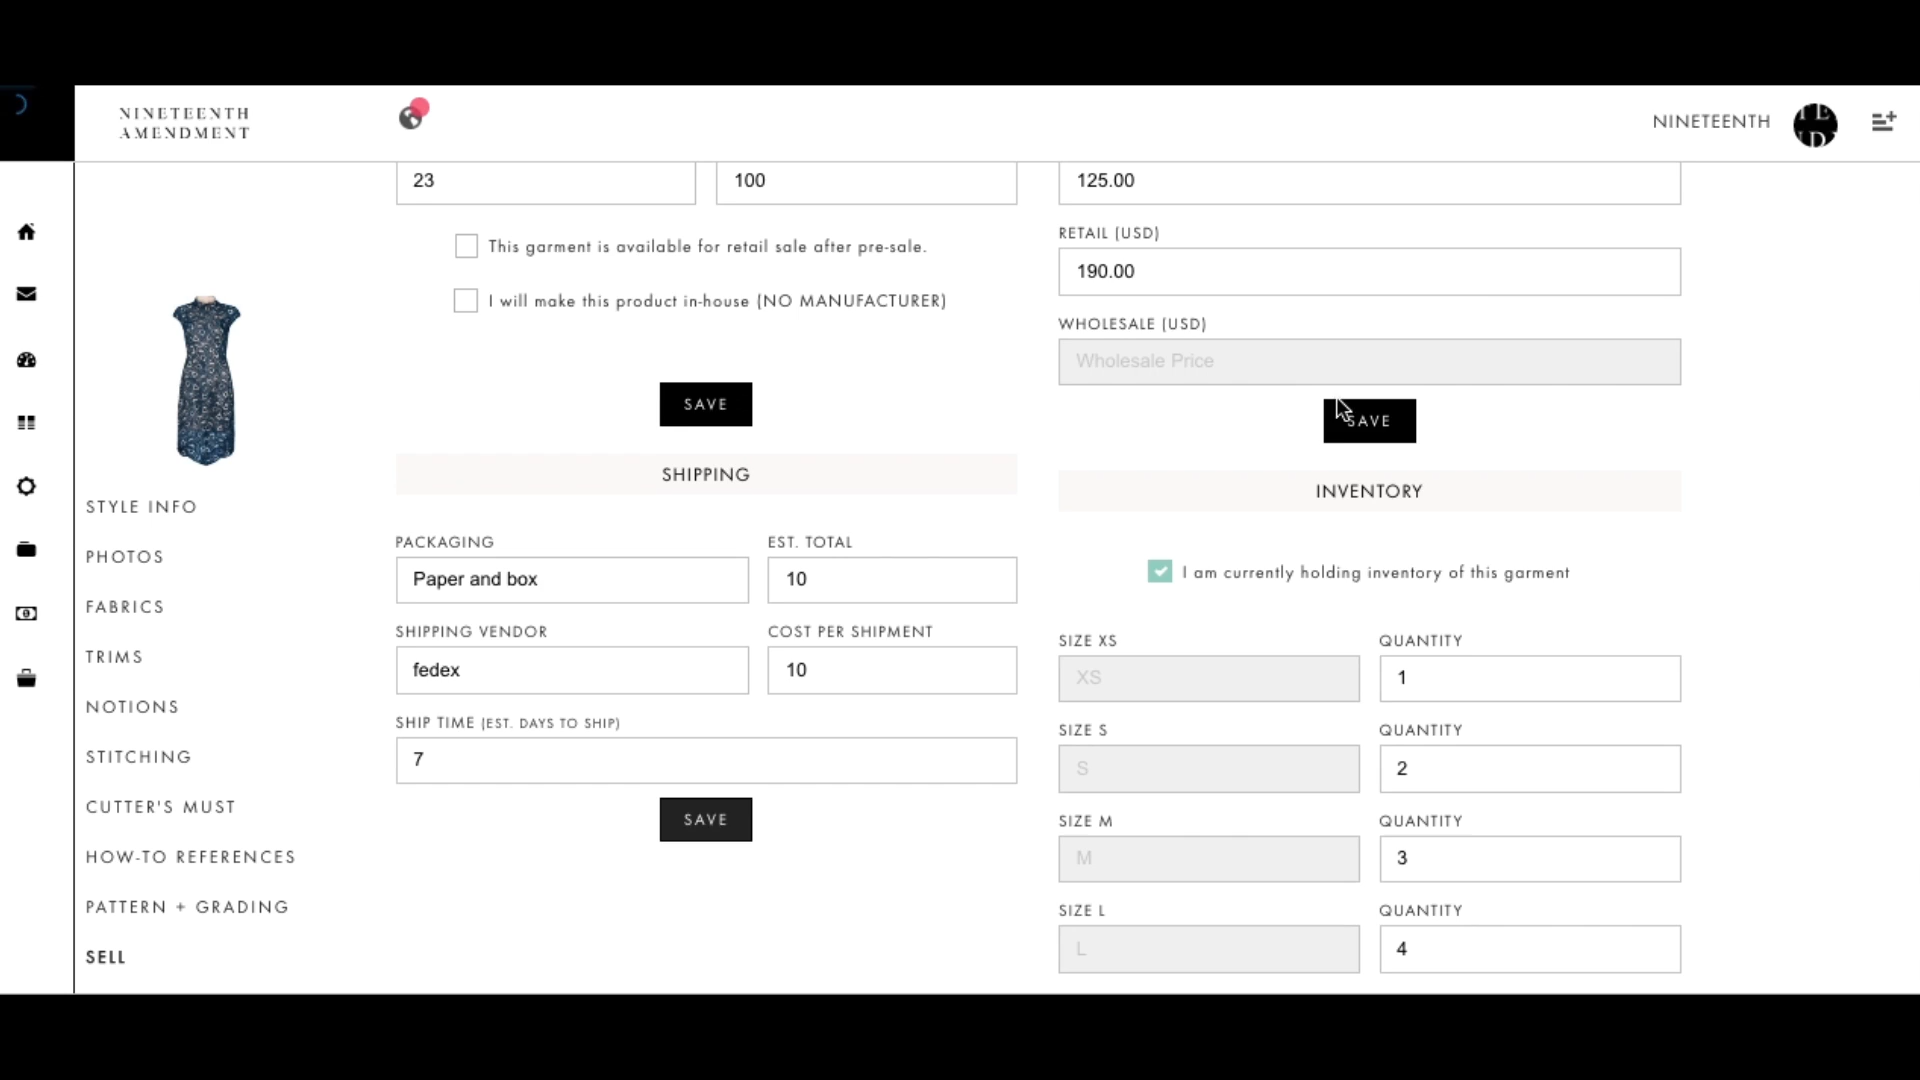 NINETEENTH
AMENDMENT
NINETEENTH
23
100
This garment is available for retail sale after pre-sale.
I will make this product in-house (NO MANUFACTURER)
SAVE
SHIPPING
PACKAGING
EST. TOTAL
Paper and box
10
SHIPPING VENDOR
COST PER SHIPMENT
fedex
10
SHIP TIME (EST. DAYS TO SHIP)
7
SAVE
125.00
RETAIL (USD)
190.00
WHOLESALE (USD)
Wholesale Price
SAVE
INVENTORY
I am currently holding inventory of this garment
SIZE XS
QUANTITY
XS
1
SIZE S
QUANTITY
S
2
SIZE M
QUANTITY
M
3
SIZE L
QUANTITY
L
4
STYLE INFO
PHOTOS
FABRICS
TRIMS
NOTIONS
STITCHING
CUTTER'S MUST
HOW-TO REFERENCES
PATTERN + GRADING
SELL